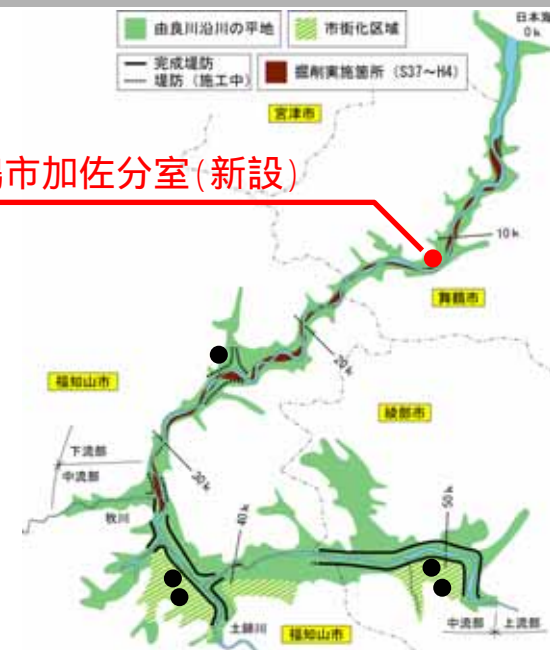 由良川沿川の平地
市街化区域
完成堤防
堤防（施工中）
掘削実施箇所（S37～H4）
日本海
0k
宮津市
鶴市加佐分室(新設)
10k
舞鶴市
20k
福知山市
綾部市
下流部
中流部
30k
牧川
40k
50k
土師川
福知山市
中流部
上流部